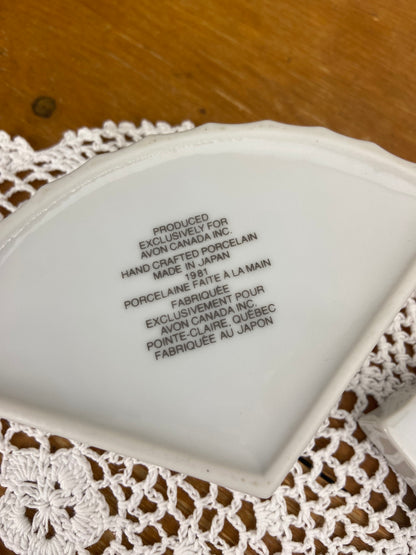 PRODUCED
EXCLUSIVELY FOR
AVON CANADA INC.
HAND CRAFTED PORCELAIN
MADE IN JAPAN
1981
PORCELAINE FAITE À LA MAIN
FABRIQUÉE
EXCLUSIVEMENT POUR
AVON CANADA INC.
POINTE-CLAIRE, QUÉBEC
FABRIQUÉE AU JAPON